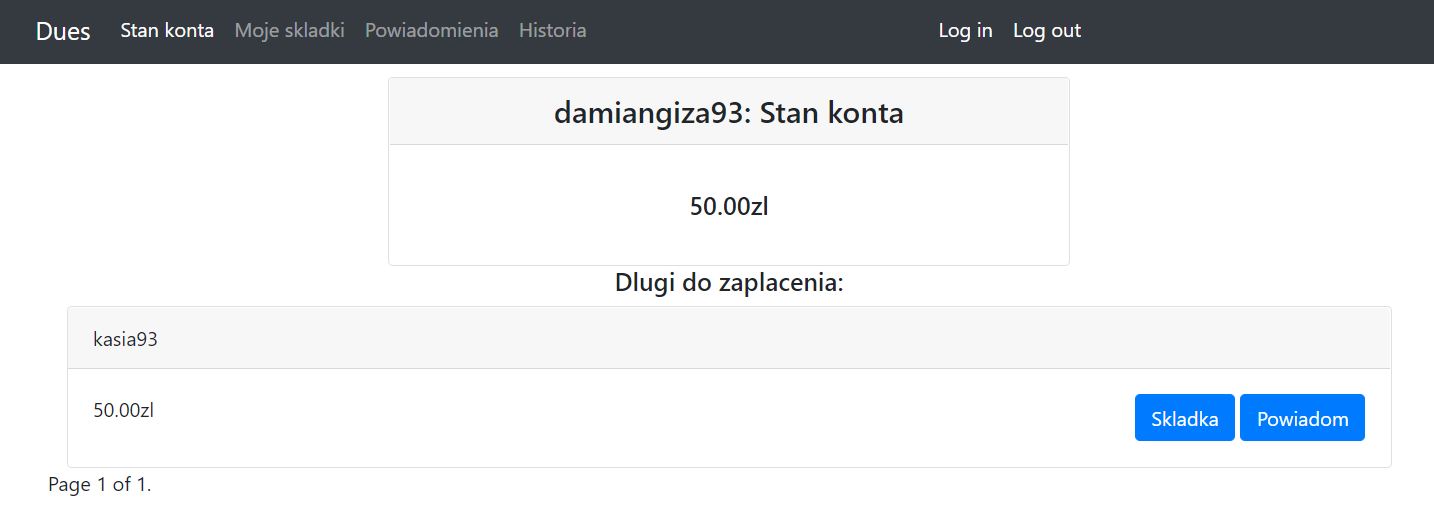 Dues Stan konta Moje skladki Powiadomienia Historia Log in Log out
damiangiza93: Stan konta
50.00zl
Dlugi do zaplacenia:
kasia93
50.00zl Skladka Powiadom
Page 1 of 1.